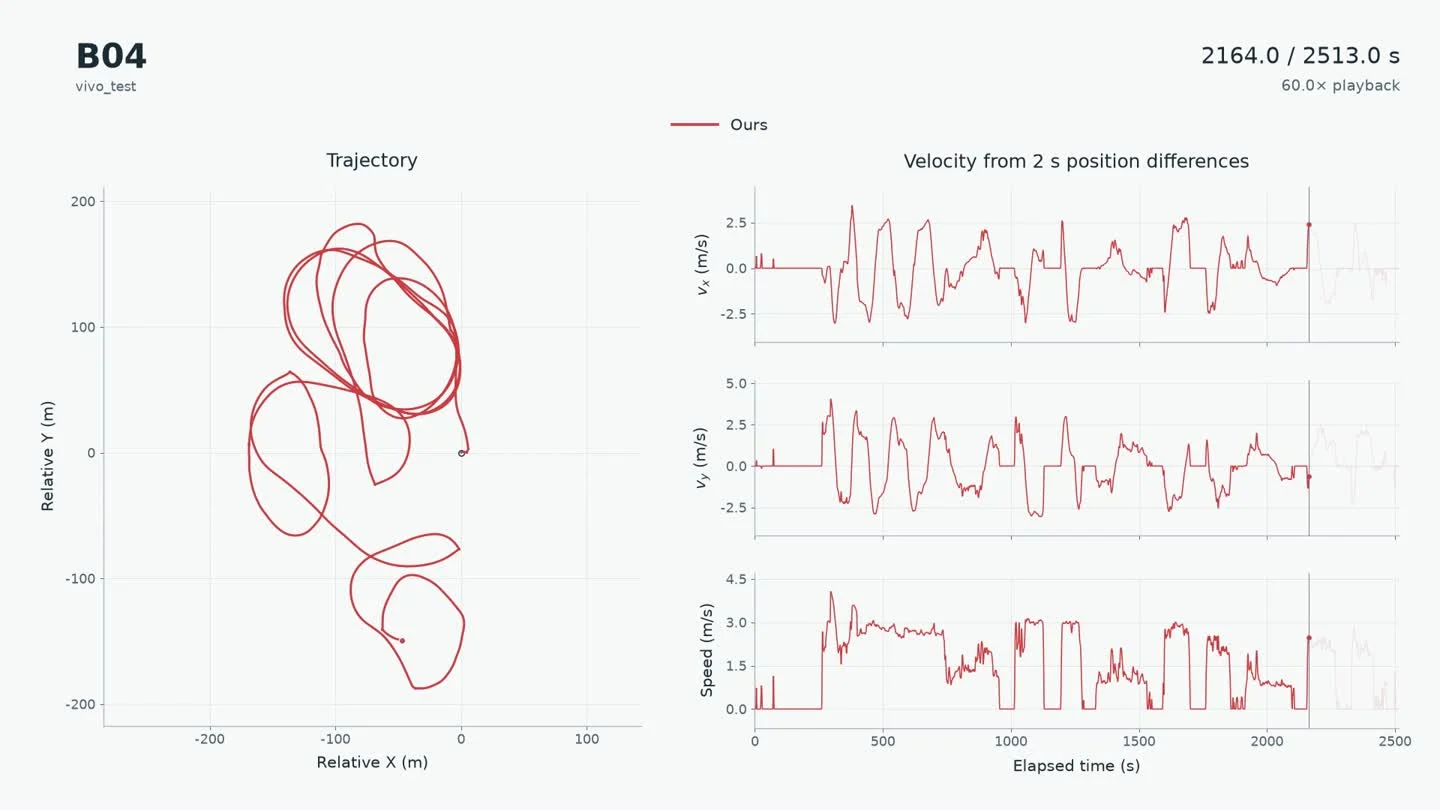 B04
vivo_test
2164.0 / 2513.0 s
60.0× playback
Ours
Trajectory
Relative Y (m)
200
100
0
-100
-200
-200 -100 0 100
Relative X (m)
Velocity from 2 s position differences
vx (m/s)
2.5
0.0
-2.5
vy (m/s)
5.0
2.5
0.0
-2.5
Speed (m/s)
4.5
3.0
1.5
0.0
0 500 1000 1500 2000 2500
Elapsed time (s)